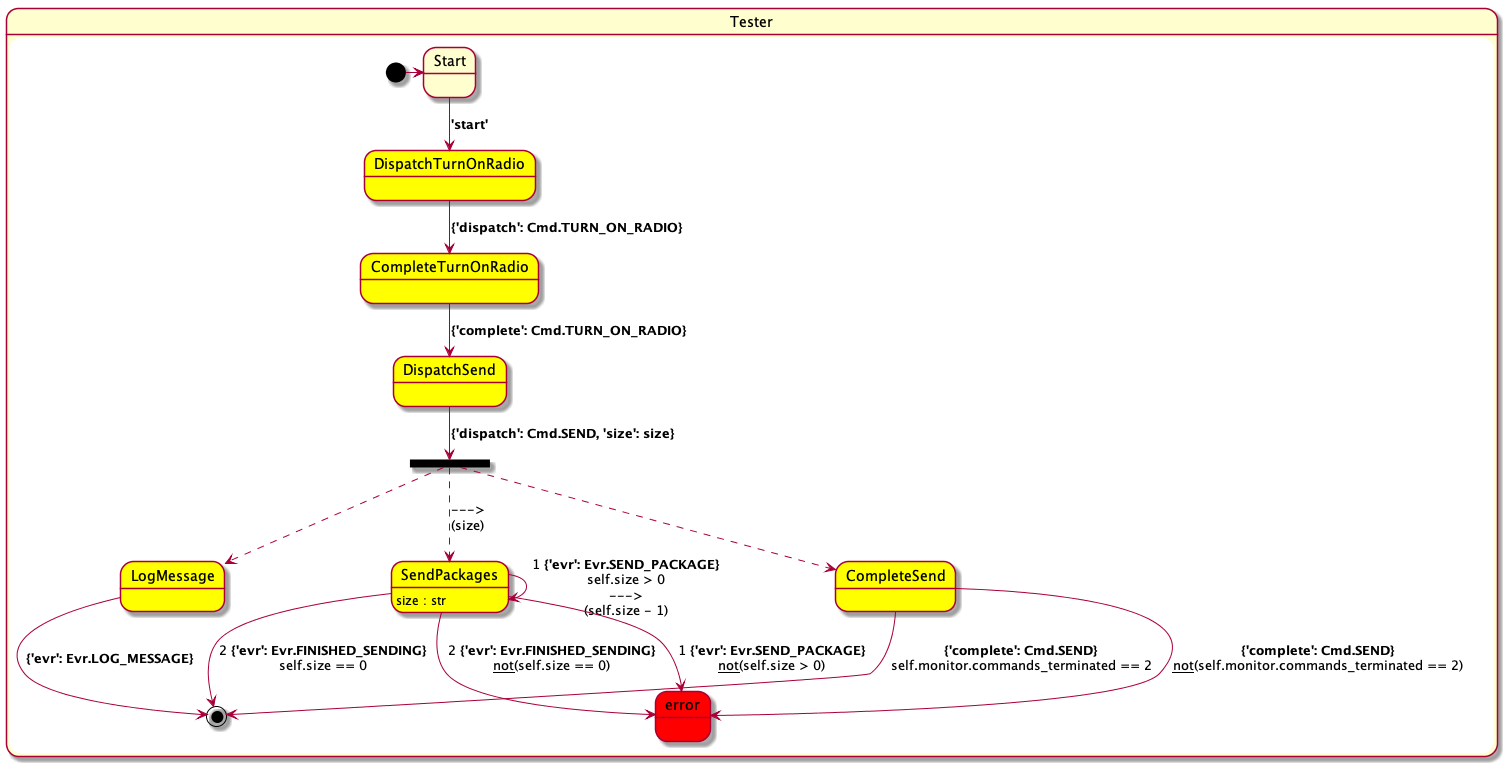 Tester
Start
'start'
DispatchTurnOnRadio
{'dispatch': Cmd.TURN_ON_RADIO}
CompleteTurnOnRadio
{'complete': Cmd.TURN_ON_RADIO}
DispatchSend
{'dispatch': Cmd.SEND, 'size': size}
--->
(size)
LogMessage
SendPackages
size : str
1 {'evr': Evr.SEND_PACKAGE}
self.size > 0
--->
(self.size - 1)
CompleteSend
{'evr': Evr.LOG_MESSAGE}
2 {'evr': Evr.FINISHED_SENDING}
self.size == 0
2 {'evr': Evr.FINISHED_SENDING}
not(self.size == 0)
1 {'evr': Evr.SEND_PACKAGE}
not(self.size > 0)
{'complete': Cmd.SEND}
self.monitor.commands_terminated == 2
{'complete': Cmd.SEND}
not(self.monitor.commands_terminated == 2)
error